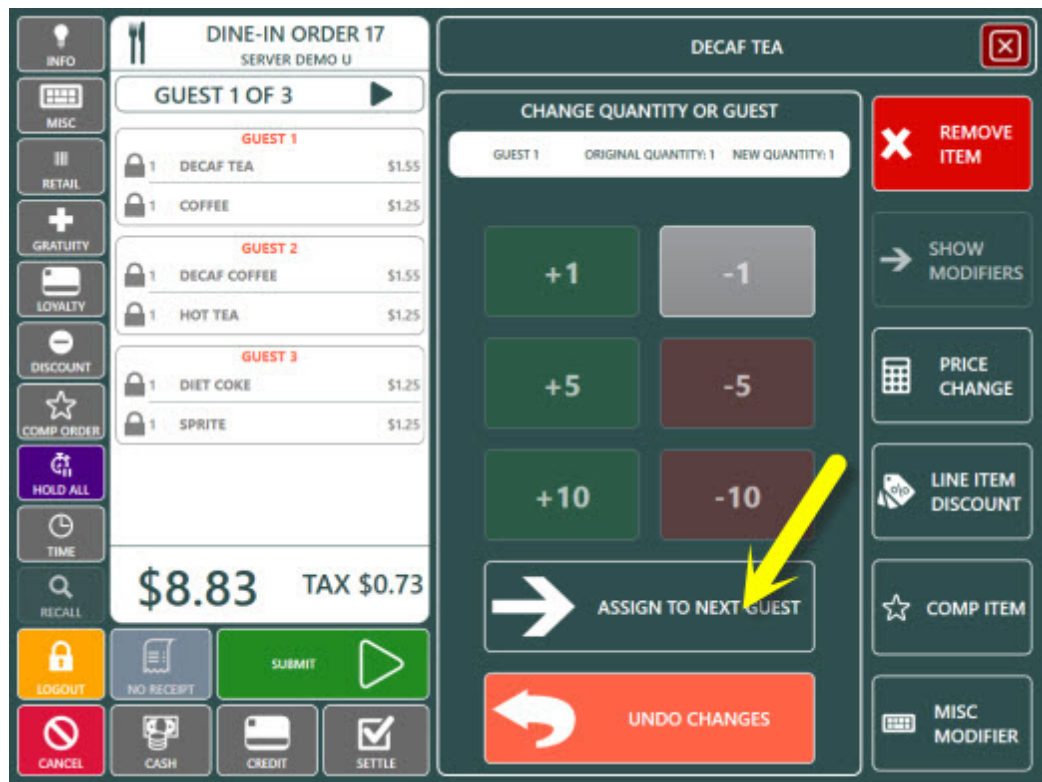 INFO
MISC
RETAIL
GRATUITY
LOYALTY
DISCOUNT
COMP ORDER
HOLD ALL
TIME
RECALL
LOGOUT
CANCEL
DINE-IN ORDER 17
SERVER DEMO U
GUEST 1 OF 3
GUEST 1
1 DECAF TEA $1.55
1 COFFEE $1.25
GUEST 2
1 DECAF COFFEE $1.55
1 HOT TEA $1.25
GUEST 3
1 DIET COKE $1.25
1 SPRITE $1.25
$8.83 TAX $0.73
NO RECEIPT
SUBMIT
CASH
CREDIT
SETTLE
DECAF TEA
CHANGE QUANTITY OR GUEST
GUEST 1 ORIGINAL QUANTITY: 1 NEW QUANTITY: 1
+1 -1
+5 -5
+10 -10
ASSIGN TO NEXT GUEST
UNDO CHANGES
REMOVE
ITEM
SHOW
MODIFIERS
PRICE
CHANGE
LINE ITEM
DISCOUNT
COMP ITEM
MISC
MODIFIER